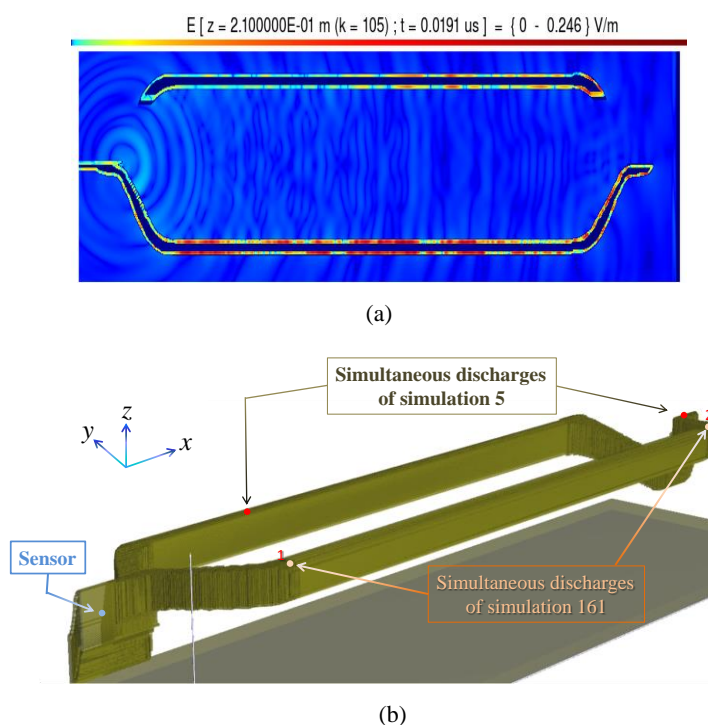 E [ z = 2.100000E-01 m (k = 105) ; t = 0.0191 us ] = { 0 - 0.246} V/m
(a)
Simultaneous discharges
of simulation 5
z
y
x
2
Sensor
1
Simultaneous discharges
of simulation 161
(b)